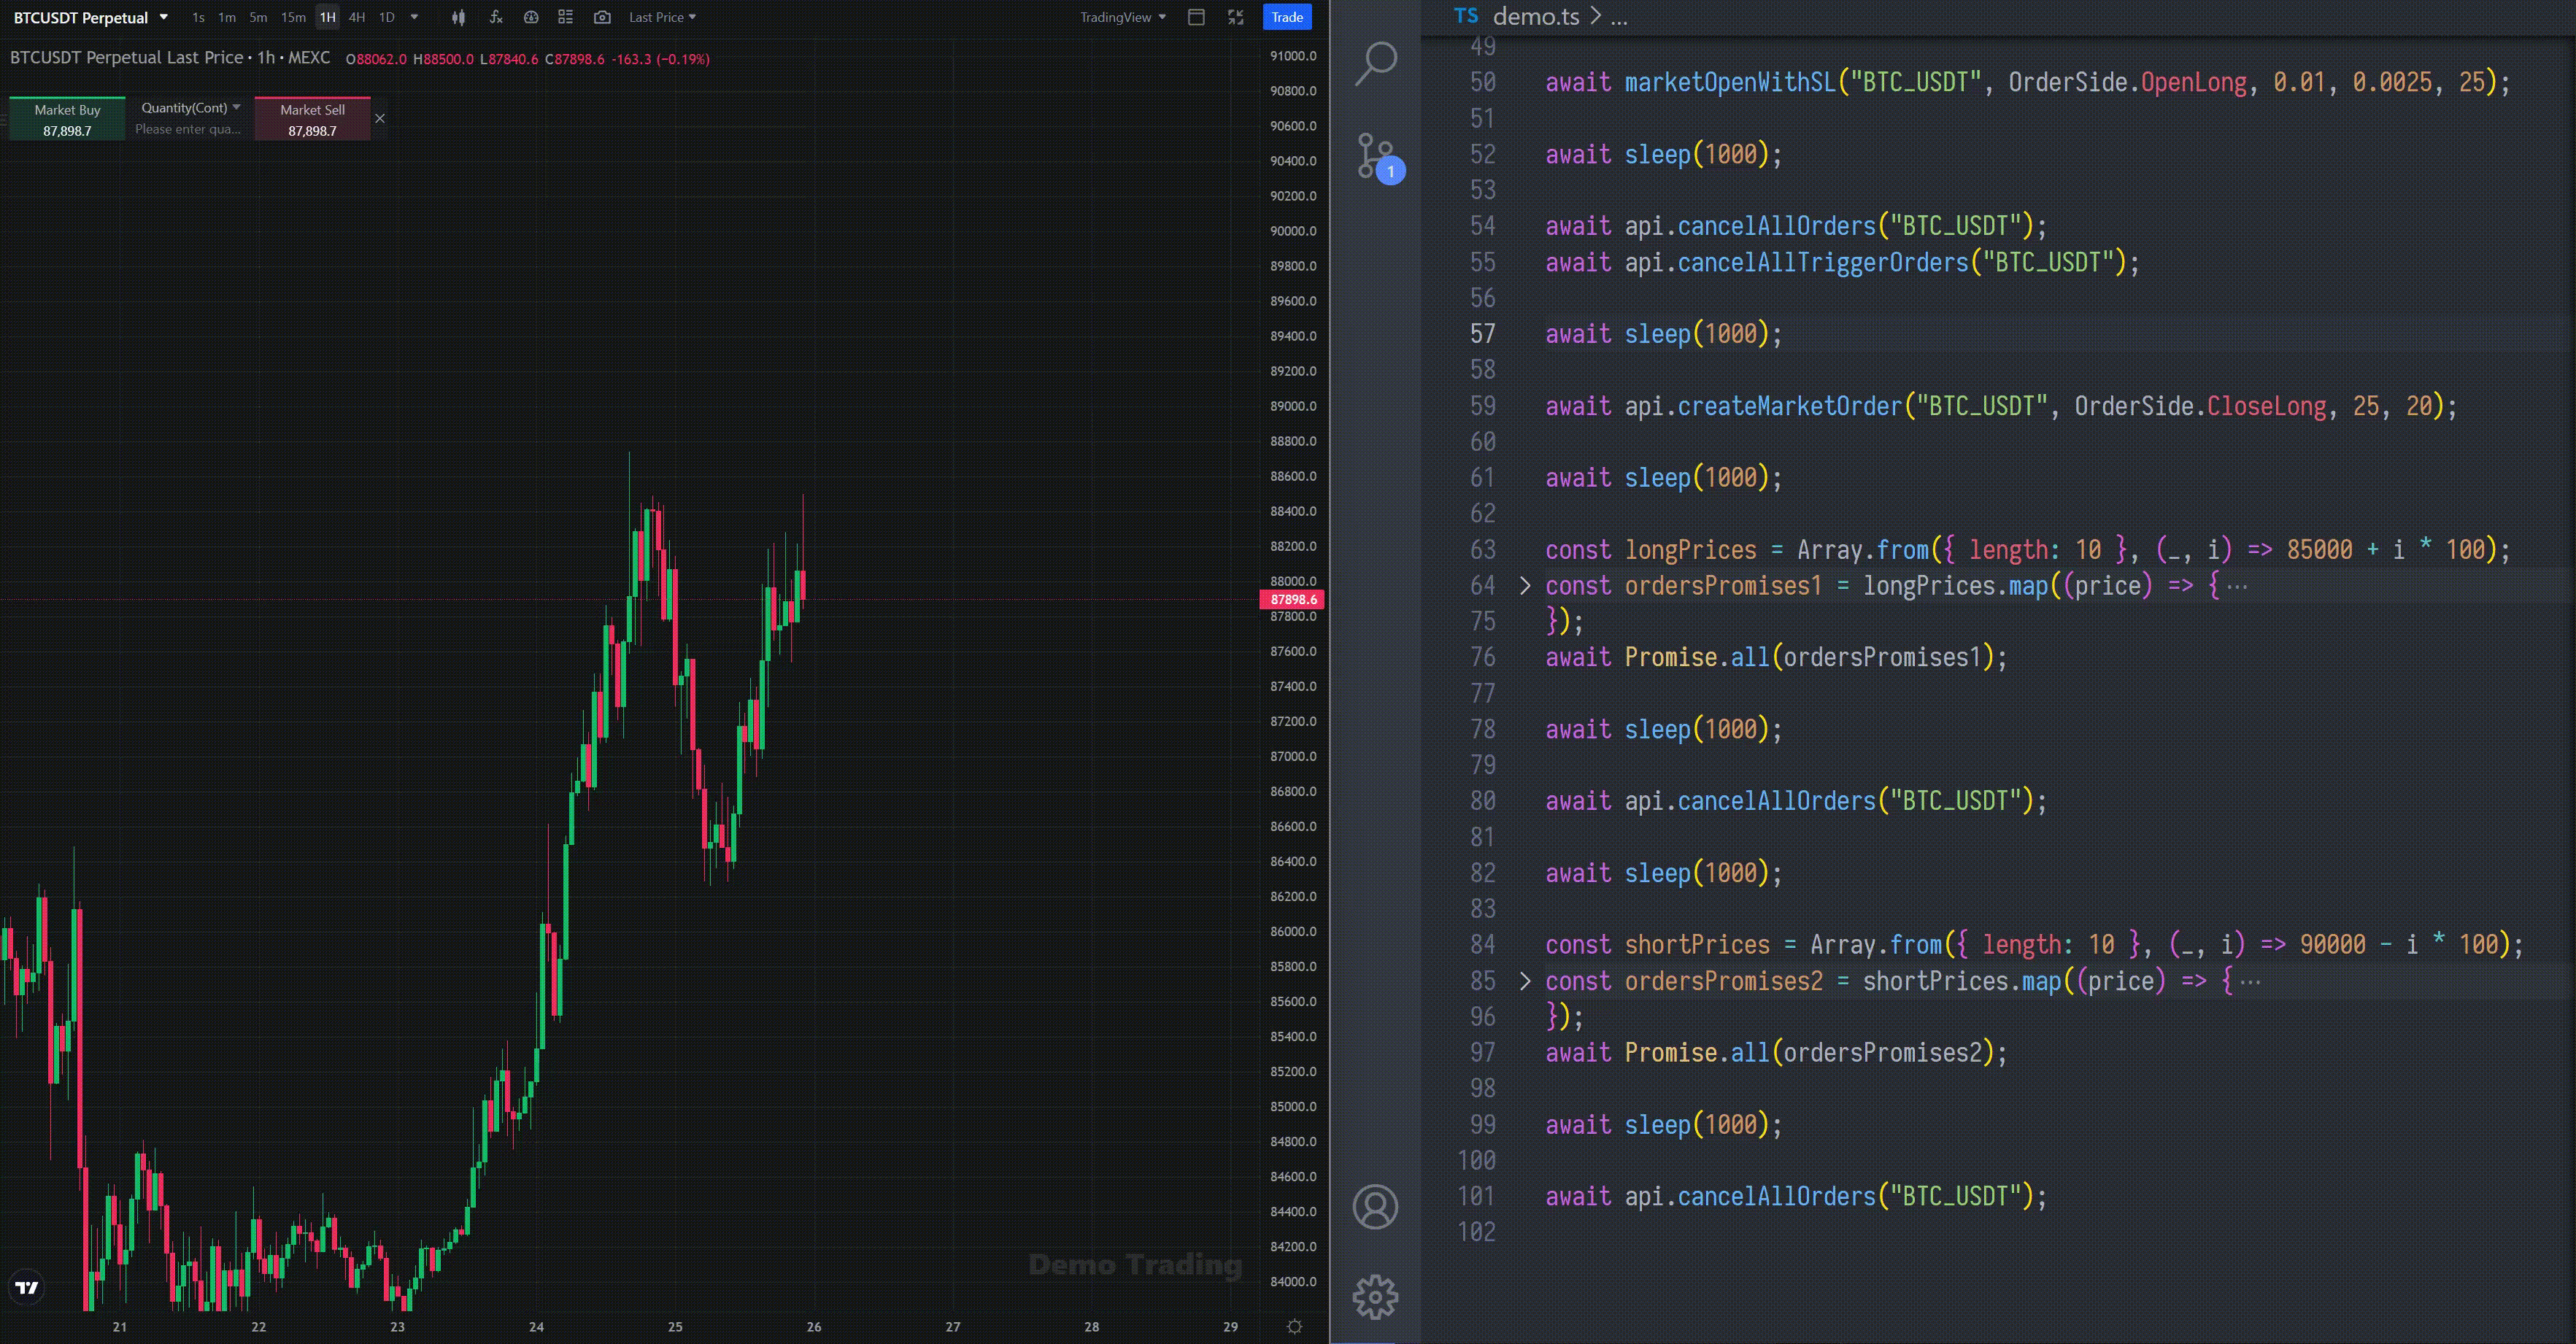 BTCUSDT Perpetual 1s 1m 5m 15m 1H 4H 1D Last Price TradingView Trade
BTCUSDT Perpetual Last Price · 1h · MEXC O88062.0 H88500.0 L87840.6 C87898.6 -163.3 (−0.19%)
Market Buy Quantity(Cont) Market Sell
87,898.7 Please enter qua... 87,898.7
91000.0
90800.0
90600.0
90400.0
90200.0
90000.0
89800.0
89600.0
89400.0
89200.0
89000.0
88800.0
88600.0
88400.0
88200.0
88000.0
87898.6
87800.0
87600.0
87400.0
87200.0
87000.0
86800.0
86600.0
86400.0
86200.0
86000.0
85800.0
85600.0
85400.0
85200.0
85000.0
84800.0
84600.0
84400.0
84200.0
84000.0
Demo Trading
21 22 23 24 25 26 27 28 29
1
TS demo.ts > ...
49
50 await marketOpenWithSL("BTC_USDT", OrderSide.OpenLong, 0.01, 0.0025, 25);
51
52 await sleep(1000);
53
54 await api.cancelAllOrders("BTC_USDT");
55 await api.cancelAllTriggerOrders("BTC_USDT");
56
57 await sleep(1000);
58
59 await api.createMarketOrder("BTC_USDT", OrderSide.CloseLong, 25, 20);
60
61 await sleep(1000);
62
63 const longPrices = Array.from({ length: 10 }, (_, i) => 85000 + i * 100);
64 > const ordersPromises1 = longPrices.map((price) => { ···
75 });
76 await Promise.all(ordersPromises1);
77
78 await sleep(1000);
79
80 await api.cancelAllOrders("BTC_USDT");
81
82 await sleep(1000);
83
84 const shortPrices = Array.from({ length: 10 }, (_, i) => 90000 - i * 100);
85 > const ordersPromises2 = shortPrices.map((price) => { ···
96 });
97 await Promise.all(ordersPromises2);
98
99 await sleep(1000);
100
101 await api.cancelAllOrders("BTC_USDT");
102